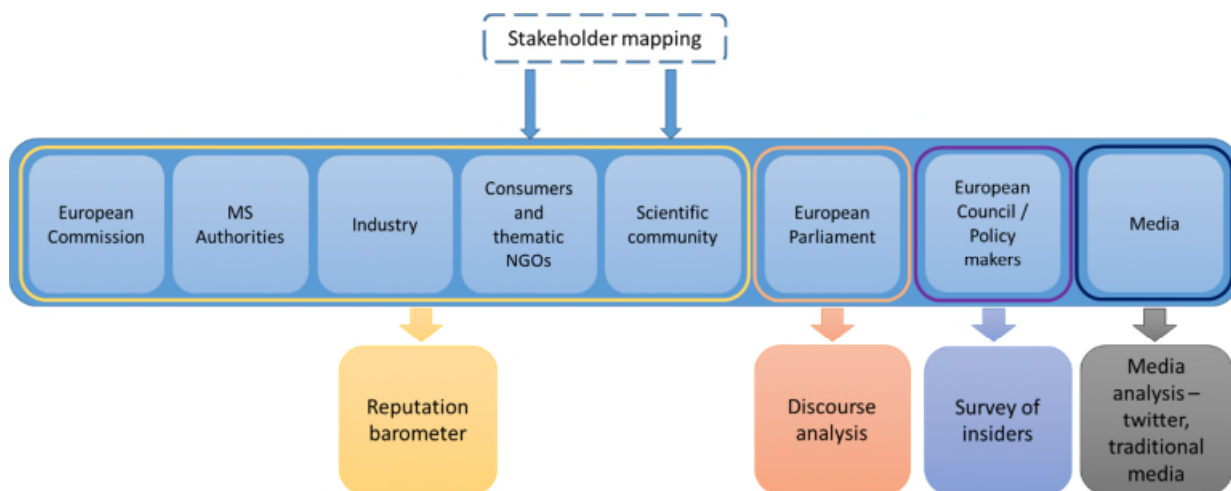 Stakeholder mapping
European
Commission
MS
Authorities
Industry
Consumers
and
thematic
NGOs
Scientific
community
European
Parliament
European
Council /
Policy
makers
Media
Reputation
barometer
Discourse
analysis
Survey of
insiders
Media
analysis –
twitter,
traditional
media